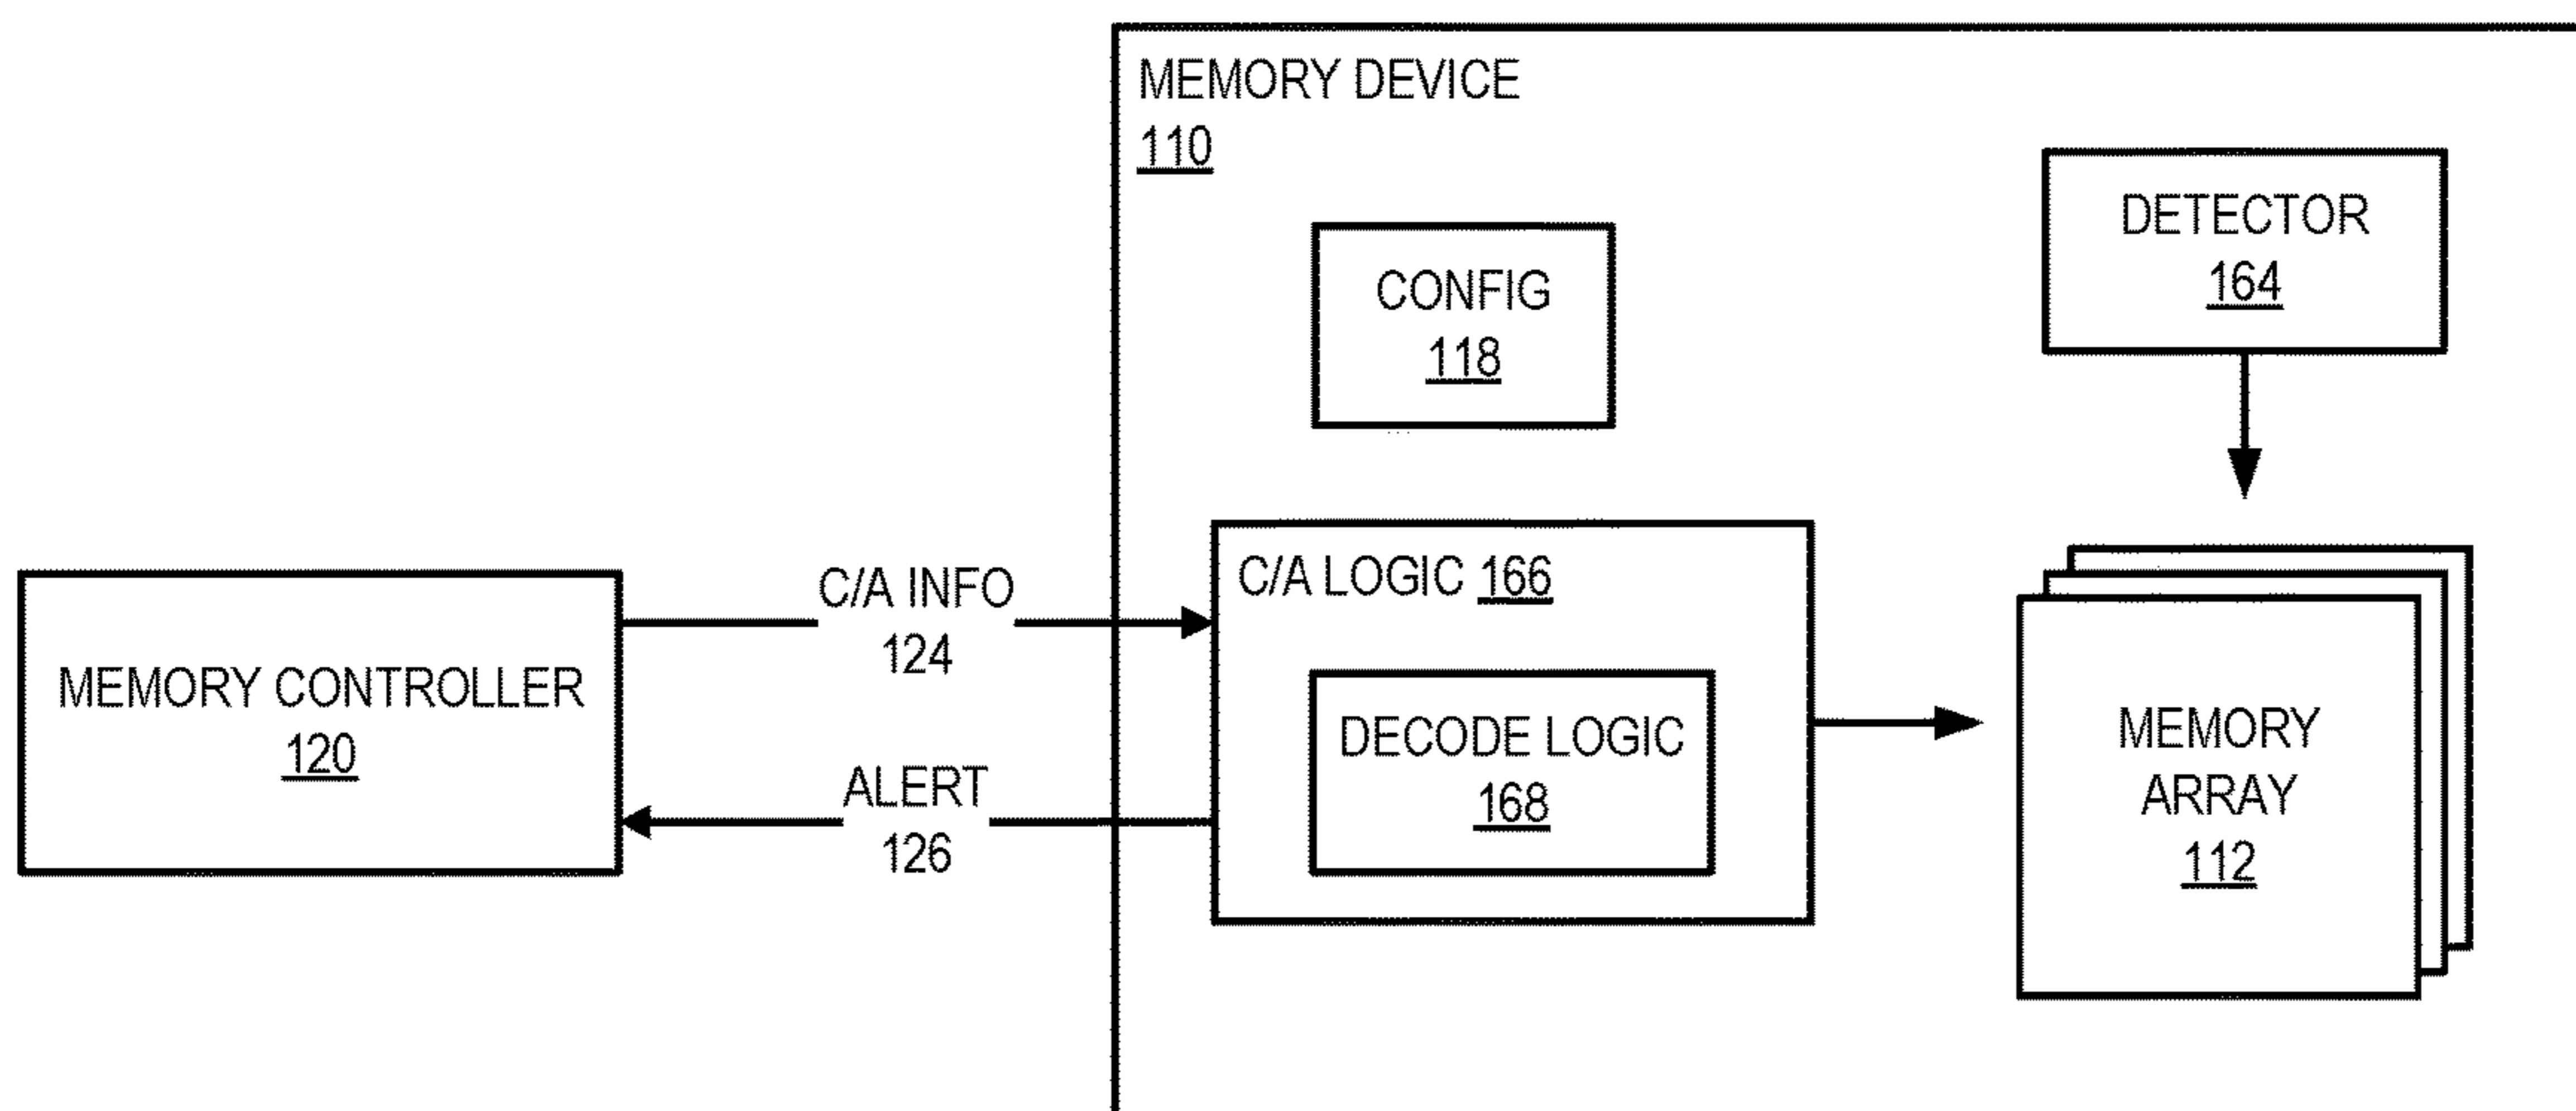 MEMORY DEVICE
110
DETECTOR
164
CONFIG
118
C/A INFO
124
C/A LOGIC 166
MEMORY CONTROLLER
120
DECODE LOGIC
168
ALERT
126
MEMORY
ARRAY
112